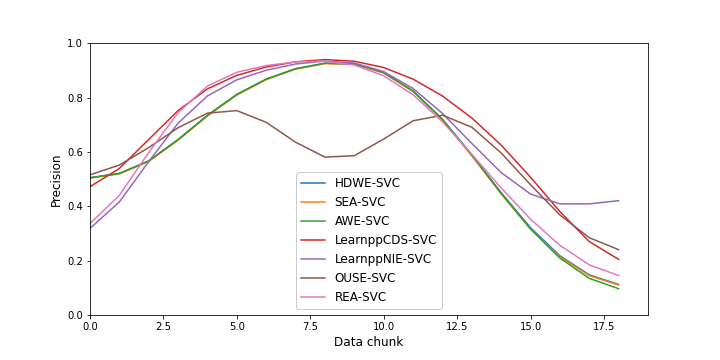 1.0
0.8
0.6
0.4
0.2
0.0
Precision
HDWE-SVC
SEA-SVC
AWE-SVC
LearnppCDS-SVC
LearnppNIE-SVC
OUSE-SVC
REA-SVC
0.0 2.5 5.0 7.5 10.0 12.5 15.0 17.5
Data chunk